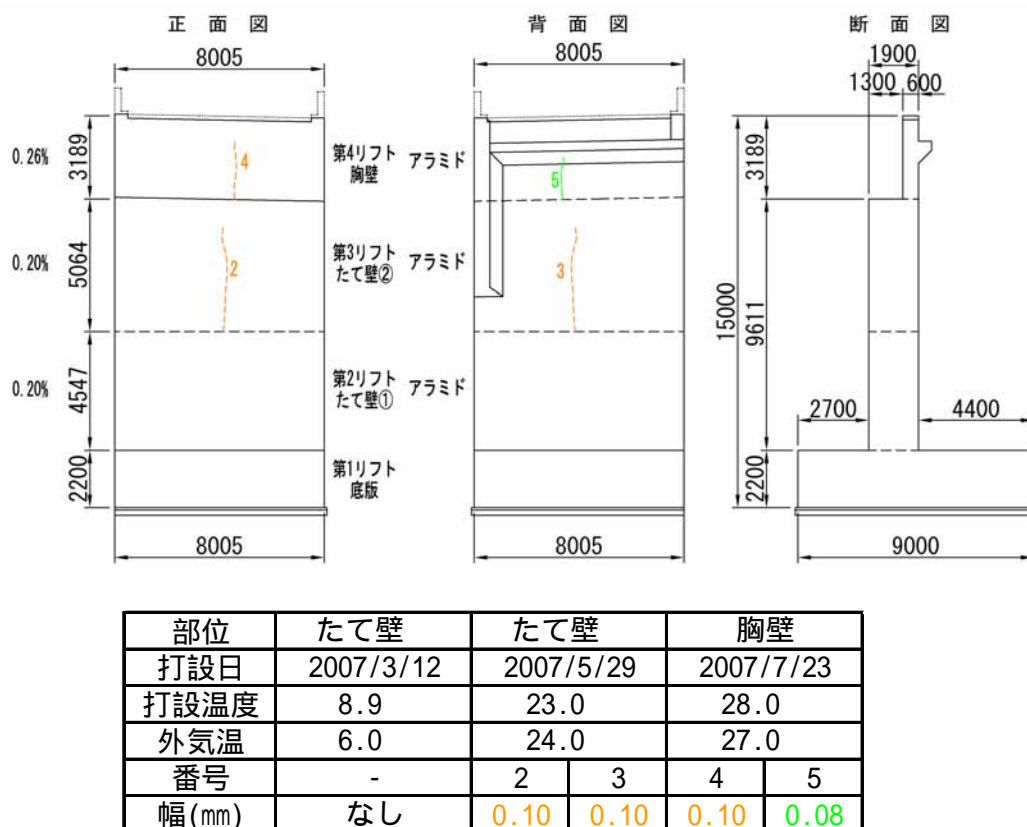 正 面 図
背 面 図
断 面 図
8005
8005
1900
1300 600
0.26%
3189
4
第4リフト
胸壁
アラミド
5
3189
0.20%
5064
2
第3リフト
たて壁②
アラミド
3
15000
9611
0.20%
4547
第2リフト
たて壁①
アラミド
2700
4400
2200
第1リフト
底版
2200
8005
8005
9000
部位 たて壁 たて壁 胸壁
打設日 2007/3/12 2007/5/29 2007/7/23
打設温度 8.9 23.0 28.0
外気温 6.0 24.0 27.0
番号 - 2 3 4 5
幅(mm) なし 0.10 0.10 0.10 0.08